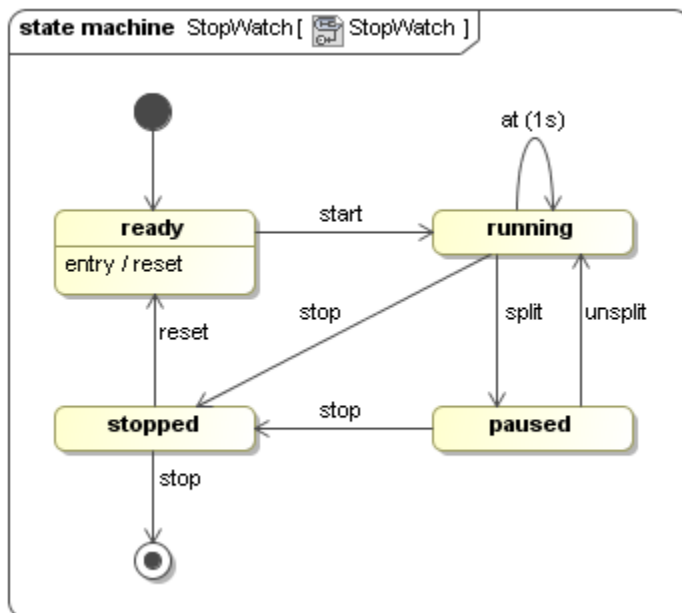 state machine StopWatch [ StopWatch ]
at (1s)
ready
start
running
entry / reset
reset
stop
split
unsplit
stopped
stop
paused
stop